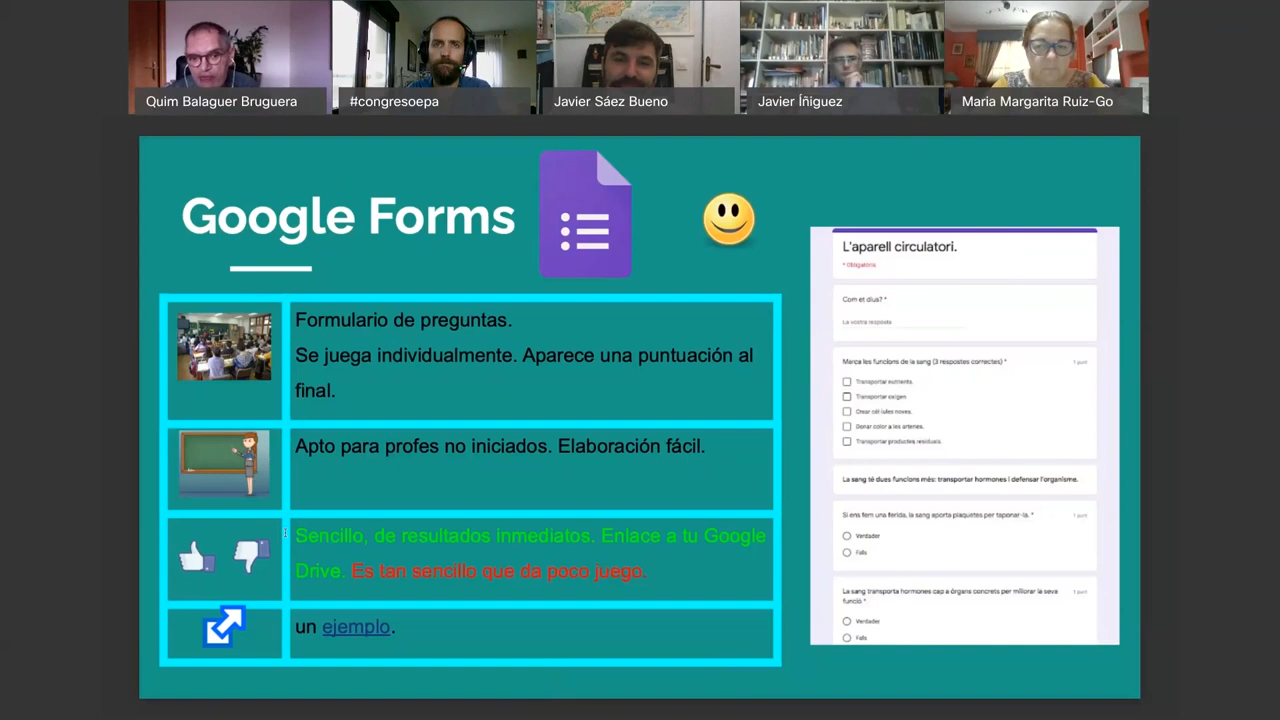 Quim Balaguer Bruguera
#congresoepa
Javier Sáez Bueno
Javier Íñiguez
Maria Margarita Ruiz-Go
Google Forms
Formulario de preguntas.
Se juega individualmente. Aparece una puntuación al
final.
Apto para profes no iniciados. Elaboración fácil.
Sencillo, de resultados inmediatos. Enlace a tu Google
Drive. Es tan sencillo que da poco juego.
un ejemplo.
L'aparell circulatori.
* Obligatòria
Com et dius? *
La vostra resposta
Marca les funcions de la sang (3 respostes correctes) * 1 punt
Transportar nutrients.
Transportar oxigen
Crear cèl·lules noves.
Donar color a les artèries.
Transportar productes residuals.
La sang té dues funcions més: transportar hormones i defensar l'organisme.
Si ens fem una ferida, la sang aporta plaquetes per taponar-la. * 1 punt
Verdader
Fals
La sang transporta hormones cap a òrgans concrets per millorar la seva 1 punt
funció *
Verdader
Fals